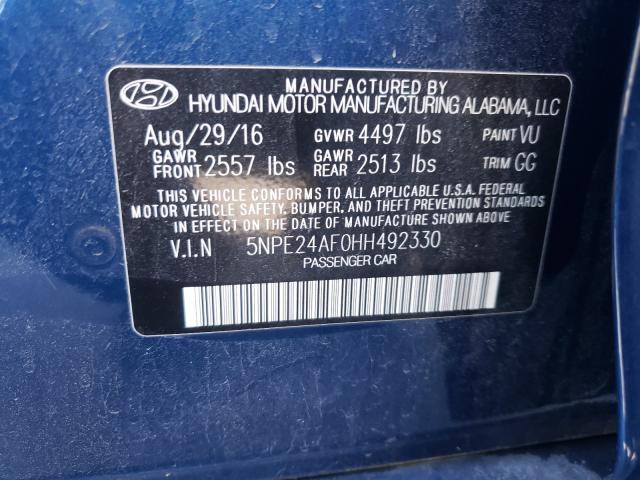 MANUFACTURED BY
HYUNDAI MOTOR MANUFACTURING ALABAMA, LLC
Aug/29/16 GVWR 4497 lbs PAINT VU
GAWR FRONT 2557 lbs GAWR REAR 2513 lbs TRIM GG
THIS VEHICLE CONFORMS TO ALL APPLICABLE U.S.A. FEDERAL
MOTOR VEHICLE SAFETY, BUMPER, AND THEFT PREVENTION STANDARDS
IN EFFECT ON THE DATE OF MANUFACTURE SHOWN ABOVE
V.I.N 5NPE24AF0HH492330
PASSENGER CAR